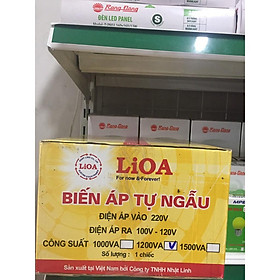 Rạng Đông
ĐÈN LED PANEL
S
LiOA
LiOA
For now & Forever!
BIẾN ÁP TỰ NGẪU
ĐIỆN ÁP VÀO 220V
ĐIỆN ÁP RA 100V - 120V
CÔNG SUẤT 1000VA 1200VA 1500VA
Số lượng : 1 chiếc
Sản xuất tại Việt Nam bởi Công ty TNHH Nhật Linh